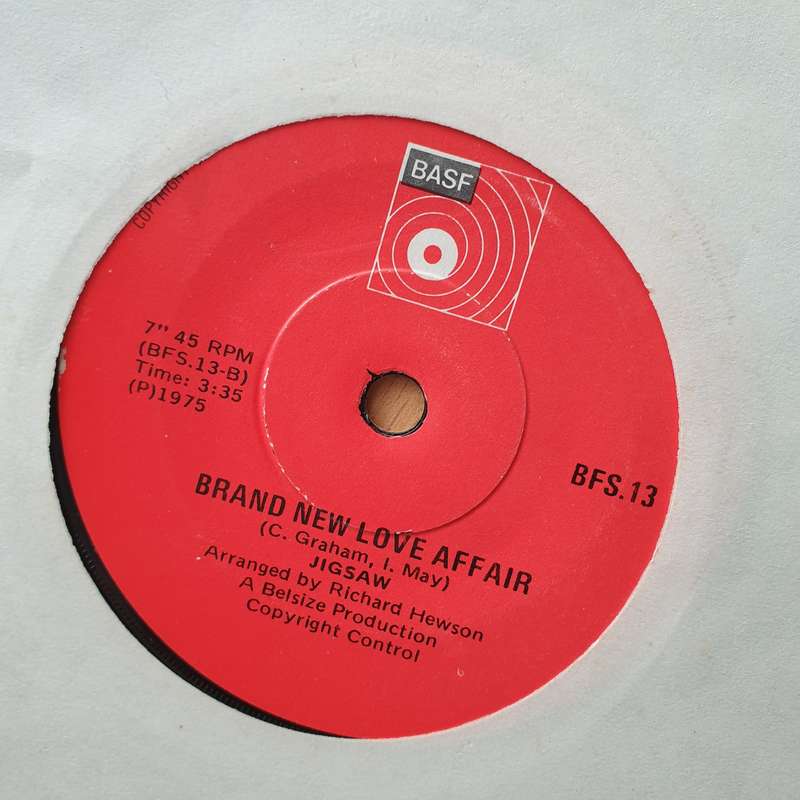 BASF
COPYRIGHT
7" 45 RPM
(BFS.13-B)
Time: 3:35
(P)1975
BFS.13
BRAND NEW LOVE AFFAIR
(C. Graham, I. May)
JIGSAW
Arranged by Richard Hewson
A Belsize Production
Copyright Control